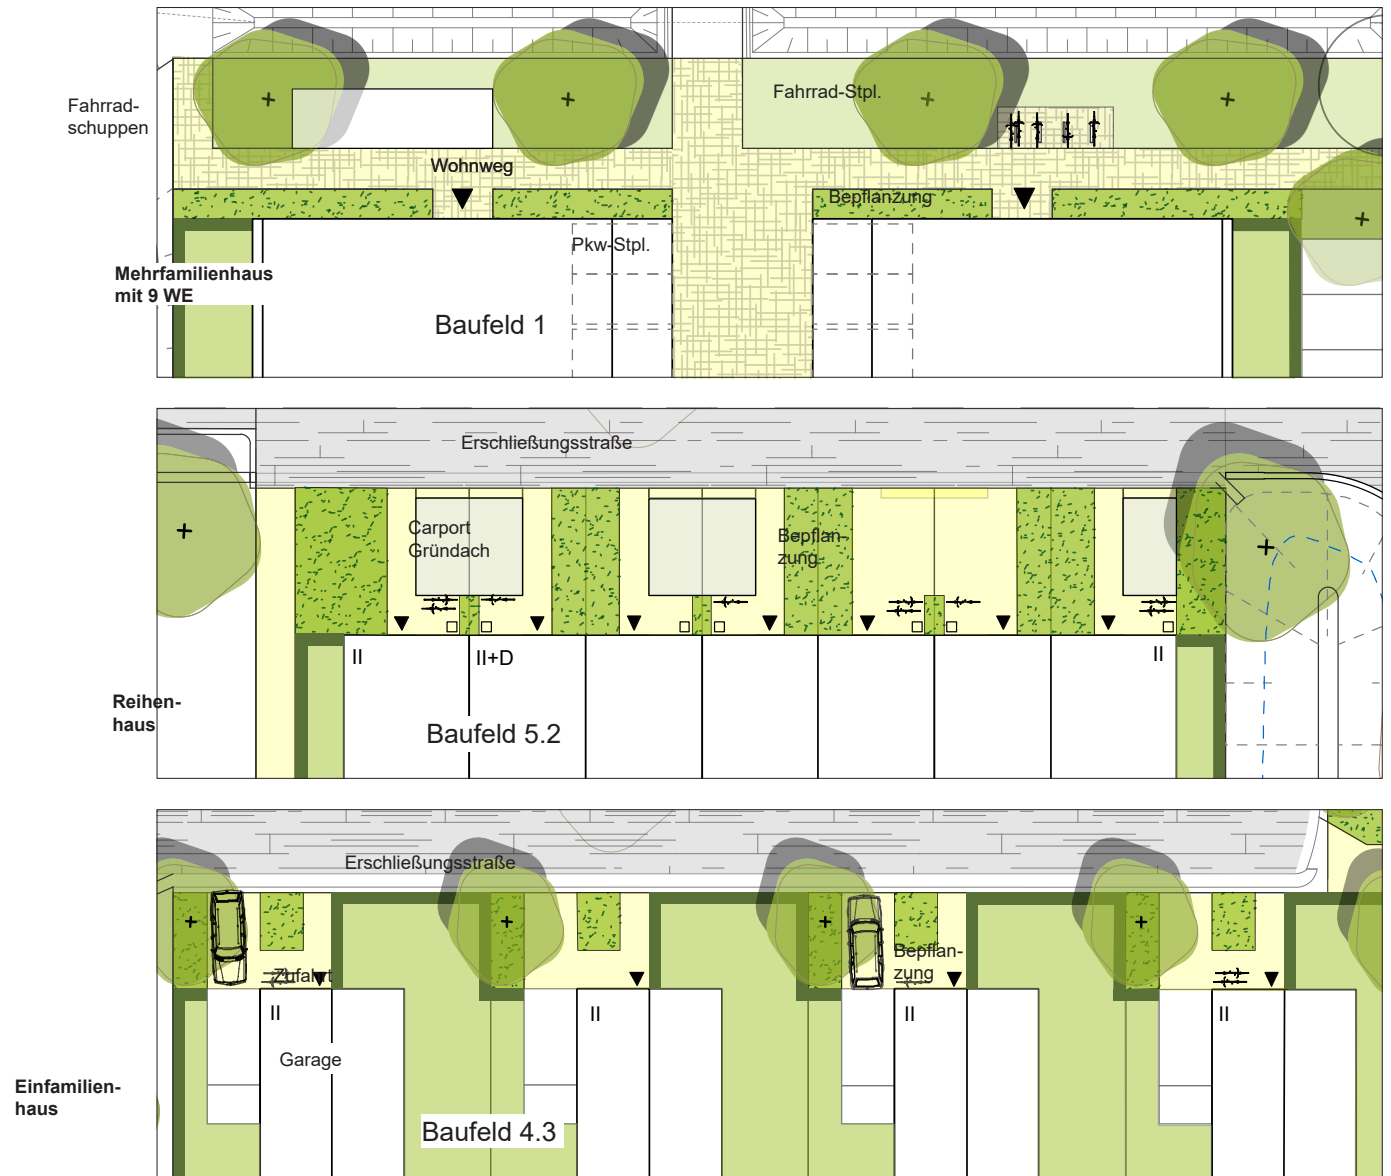 Fahrrad-
schuppen
Fahrrad-Stpl.
Wohnweg
Bepflanzung
Pkw-Stpl.
Mehrfamilienhaus
mit 9 WE
Baufeld 1
Erschließungsstraße
Carport
Gründach
Bepflan-
zung
II
II+D
II
Reihen-
haus
Baufeld 5.2
Erschließungsstraße
Zufahrt
Bepflan-
zung
II
II
II
II
Garage
Einfamilien-
haus
Baufeld 4.3